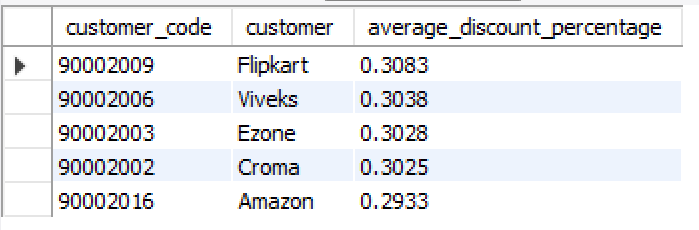 customer_code customer average_discount_percentage
90002009 Flipkart 0.3083
90002006 Viveks 0.3038
90002003 Ezone 0.3028
90002002 Croma 0.3025
90002016 Amazon 0.2933